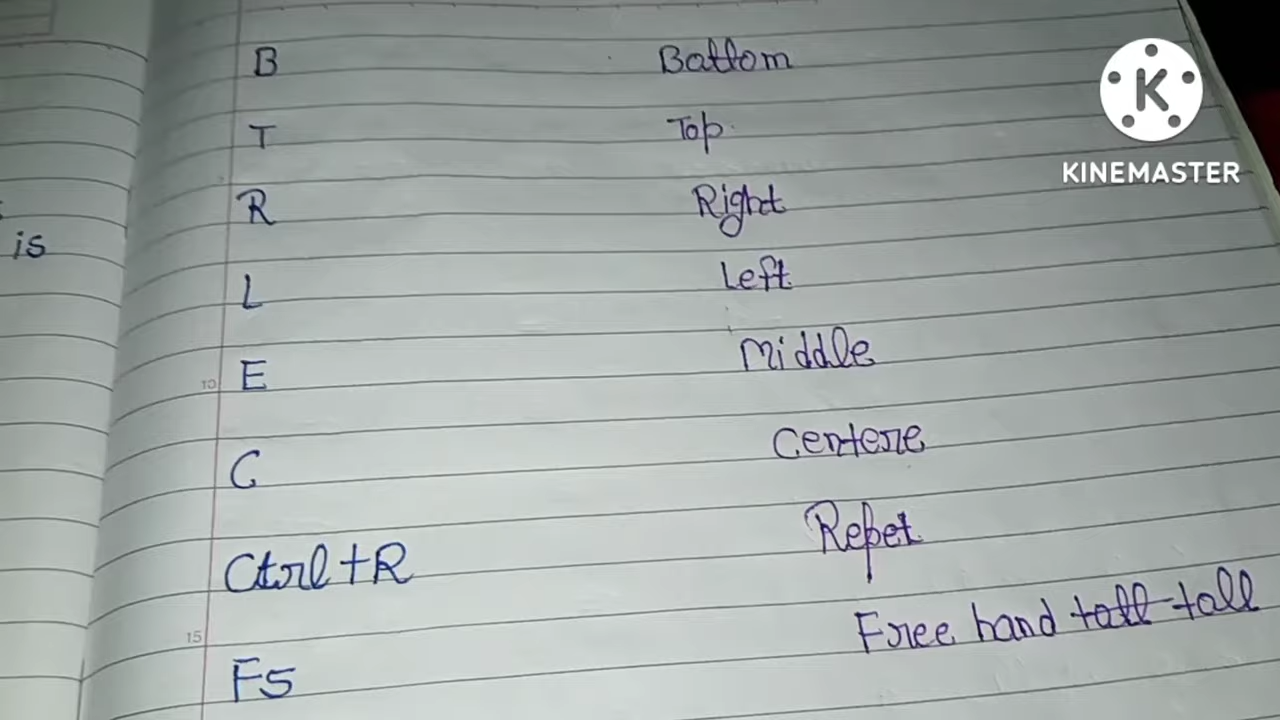 B Battom
T Top
R Right
is
L Left
E Middle
10
C Centere
Ctrl+R Repet
15
F5 Free hand tall tall
K
KINEMASTER